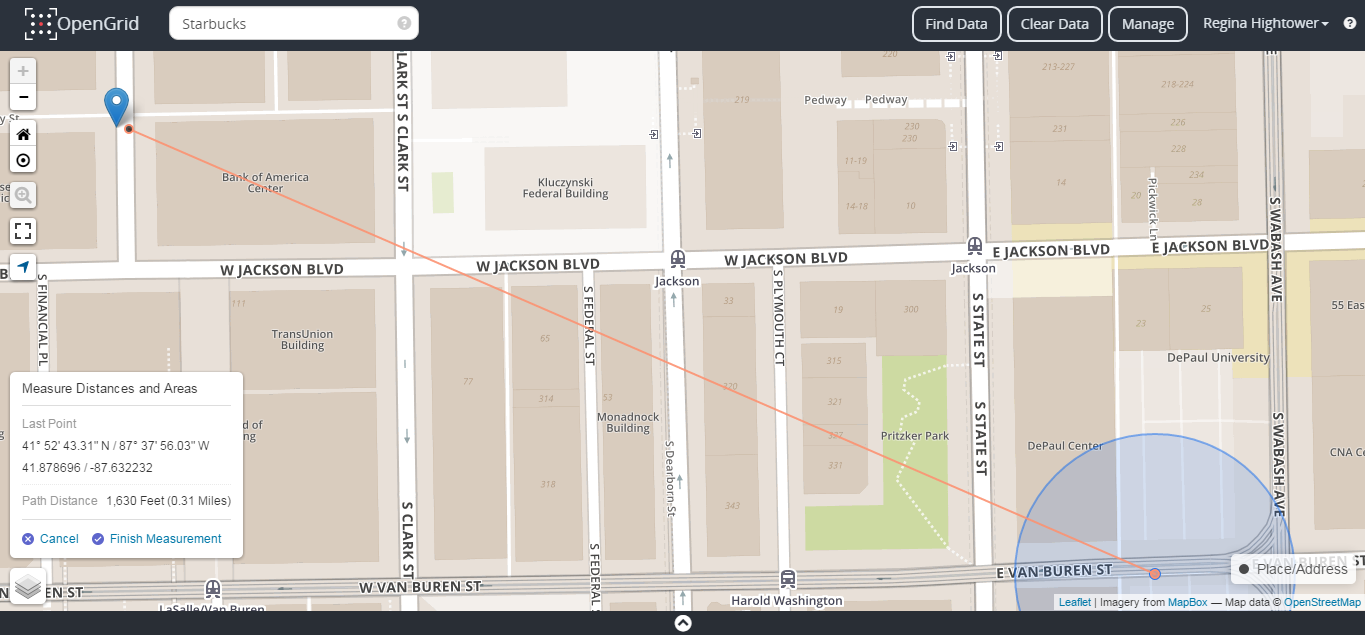 OpenGrid
Starbucks
?
Find Data
Clear Data
Manage
Regina Hightower
?
+
−
CLARK ST S CLARK ST
y St
Bank of America
Center
Kluczynski
Federal Building
219
220
Pedway
Pedway
230
230
11-19
14-18
10
213-227
231
14
218-224
226
228
234
20
28
Pickwick Ln
S WABASH AVE
W JACKSON BLVD
W JACKSON BLVD
W JACKSON BLVD
E JACKSON BLVD
E JACKSON BLVD
Jackson
Jackson
S FINANCIAL PL
111
TransUnion
Building
S FEDERAL ST
65
77
314
318
53
Monadnock
Building
33
320
343
S PLYMOUTH CT
19
300
315
321
327
331
S STATE ST
S STATE ST
Pritzker Park
23
25
DePaul University
55 Eas
DePaul Center
CNA Ce
S WABASH AVE
S Dearborn St
d of
ng
S CLARK ST
S FEDERAL
Measure Distances and Areas
Last Point
41° 52' 43.31" N / 87° 37' 56.03" W
41.878696 / -87.632232
Path Distance 1,630 Feet (0.31 Miles)
Cancel
Finish Measurement
EN ST
W VAN BUREN ST
E VAN BUREN ST
LaSalle/Van Buren
Harold Washington
Place/Address
Leaflet | Imagery from MapBox — Map data © OpenStreetMap